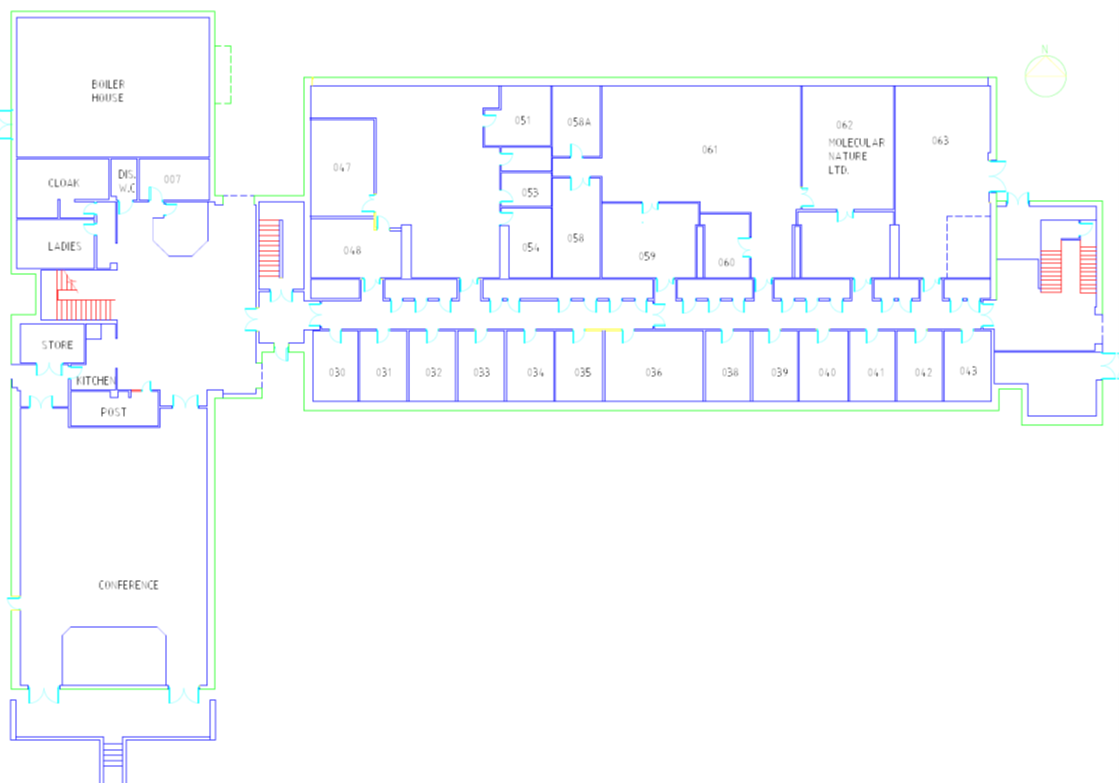 BOILER
HOUSE
N
051
058A
062
063
MOLECULAR
NATURE
LTD.
061
047
DIS.
W.C
007
CLOAK
053
LADIES
048
054
058
059
060
STORE
KITCHEN
POST
030
031
032
033
034
035
036
038
039
040
041
042
043
CONFERENCE